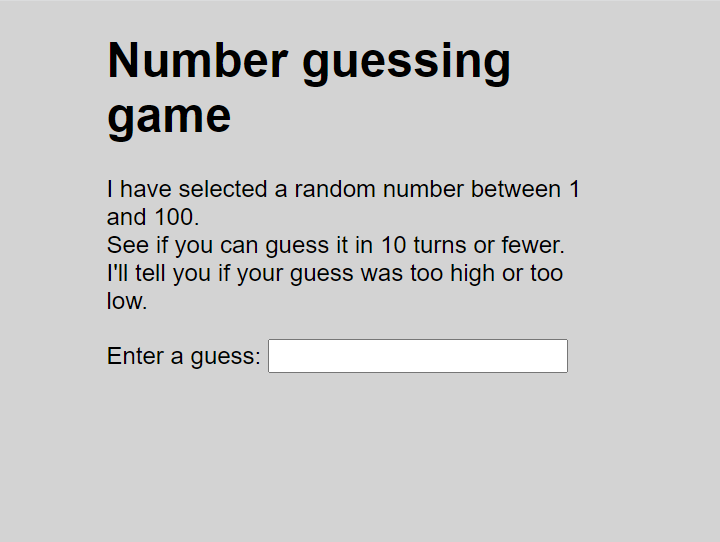 Number guessing
game
I have selected a random number between 1
and 100.
See if you can guess it in 10 turns or fewer.
I'll tell you if your guess was too high or too
low.
Enter a guess: